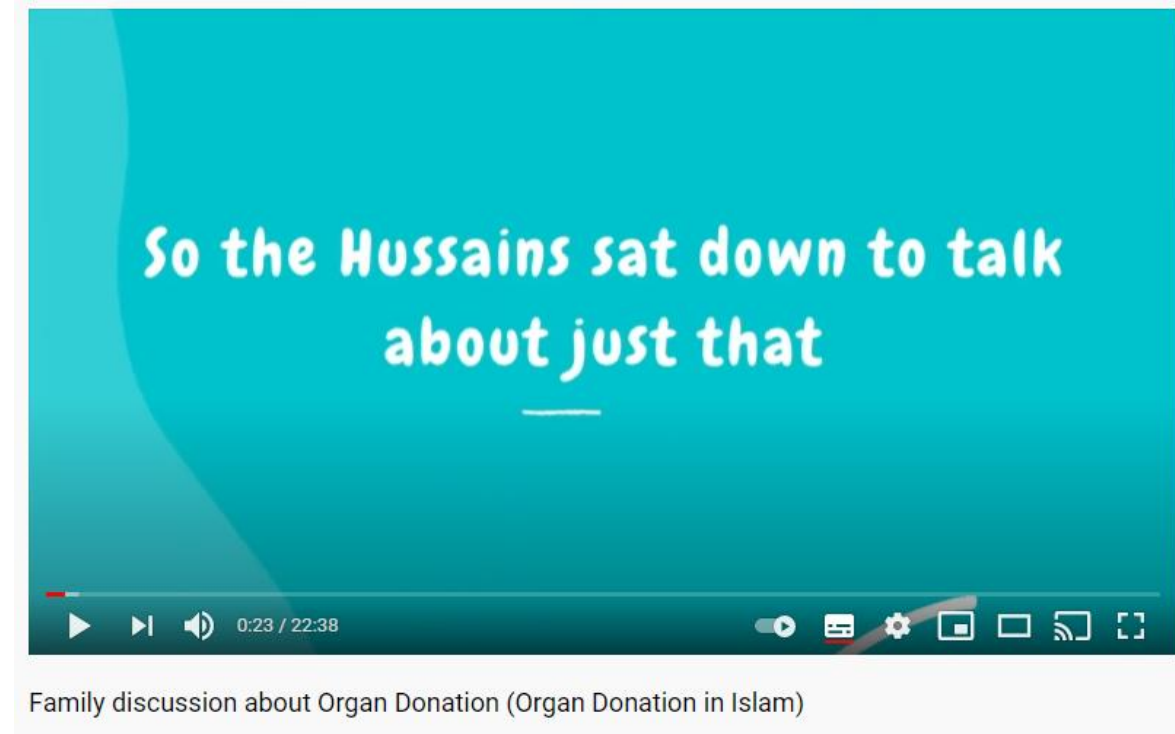 So the Hussains sat down to talk
about just that
0:23 / 22:38
Family discussion about Organ Donation (Organ Donation in Islam)